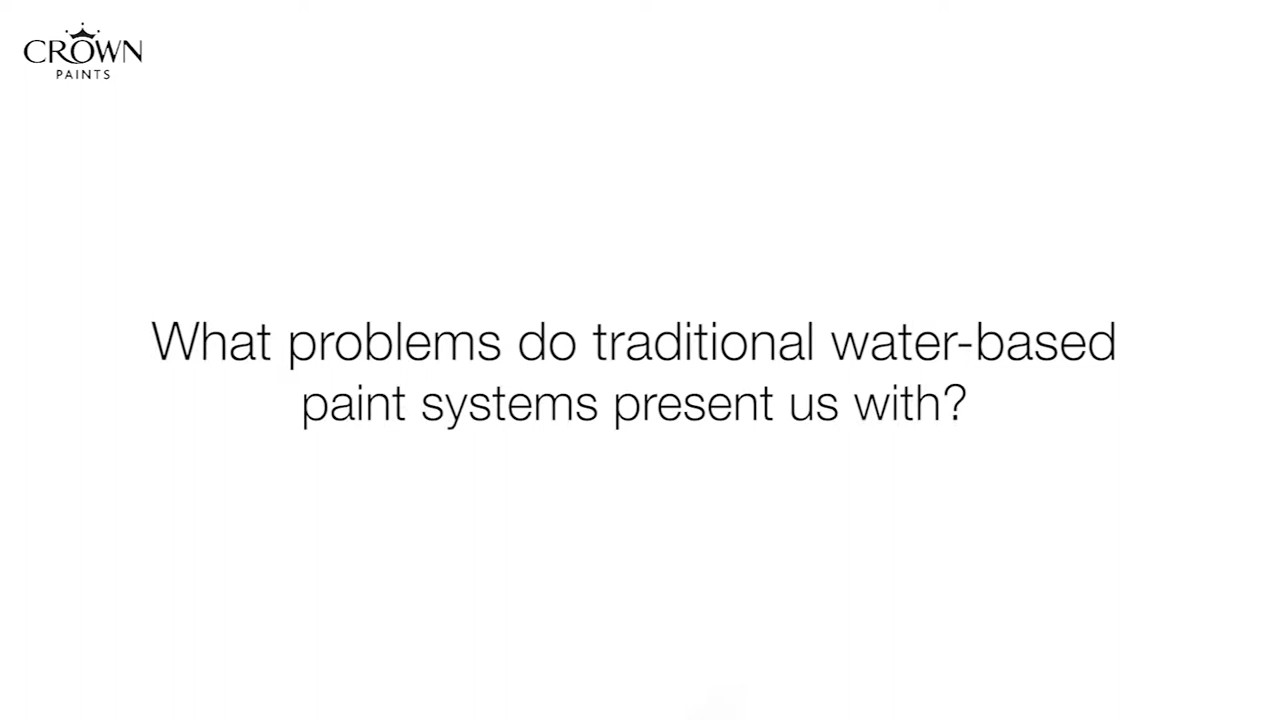 CROWN
PAINTS
What problems do traditional water-based
paint systems present us with?